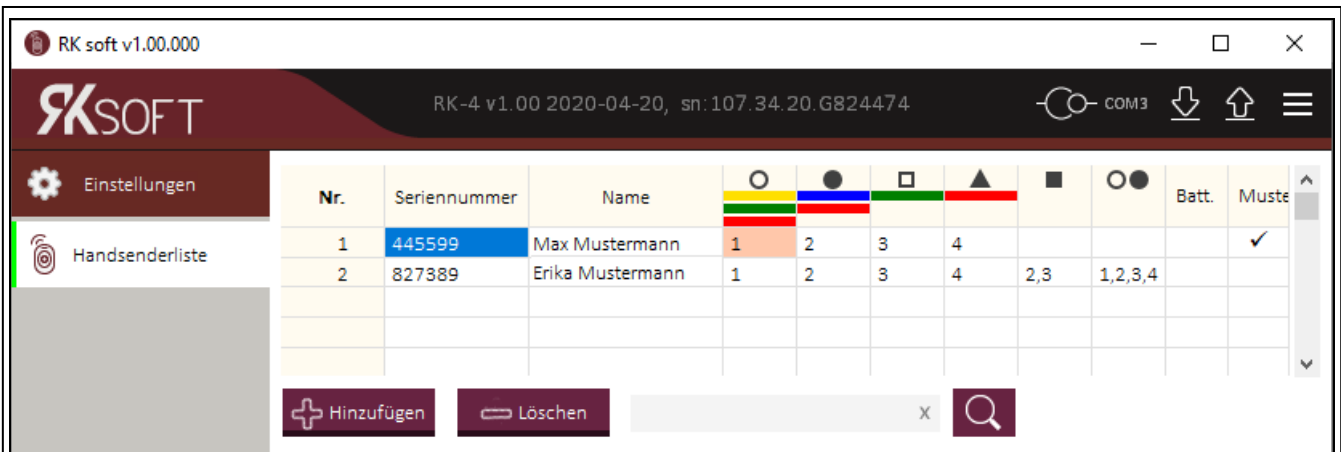 RK soft v1.00.000
RKSOFT
RK-4 v1.00 2020-04-20, sn:107.34.20.G824474
COM3
Einstellungen
Handsenderliste
Nr. Seriennummer Name Batt. Muste
1 445599 Max Mustermann 1 2 3 4 ✓
2 827389 Erika Mustermann 1 2 3 4 2,3 1,2,3,4
Hinzufügen
Löschen
x